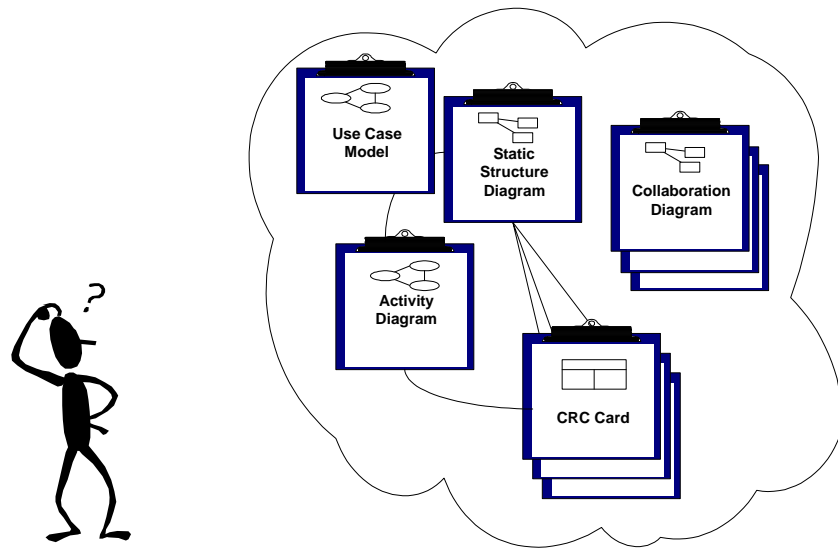 Use Case
Model
Static
Structure
Diagram
Collaboration
Diagram
?
Activity
Diagram
CRC Card